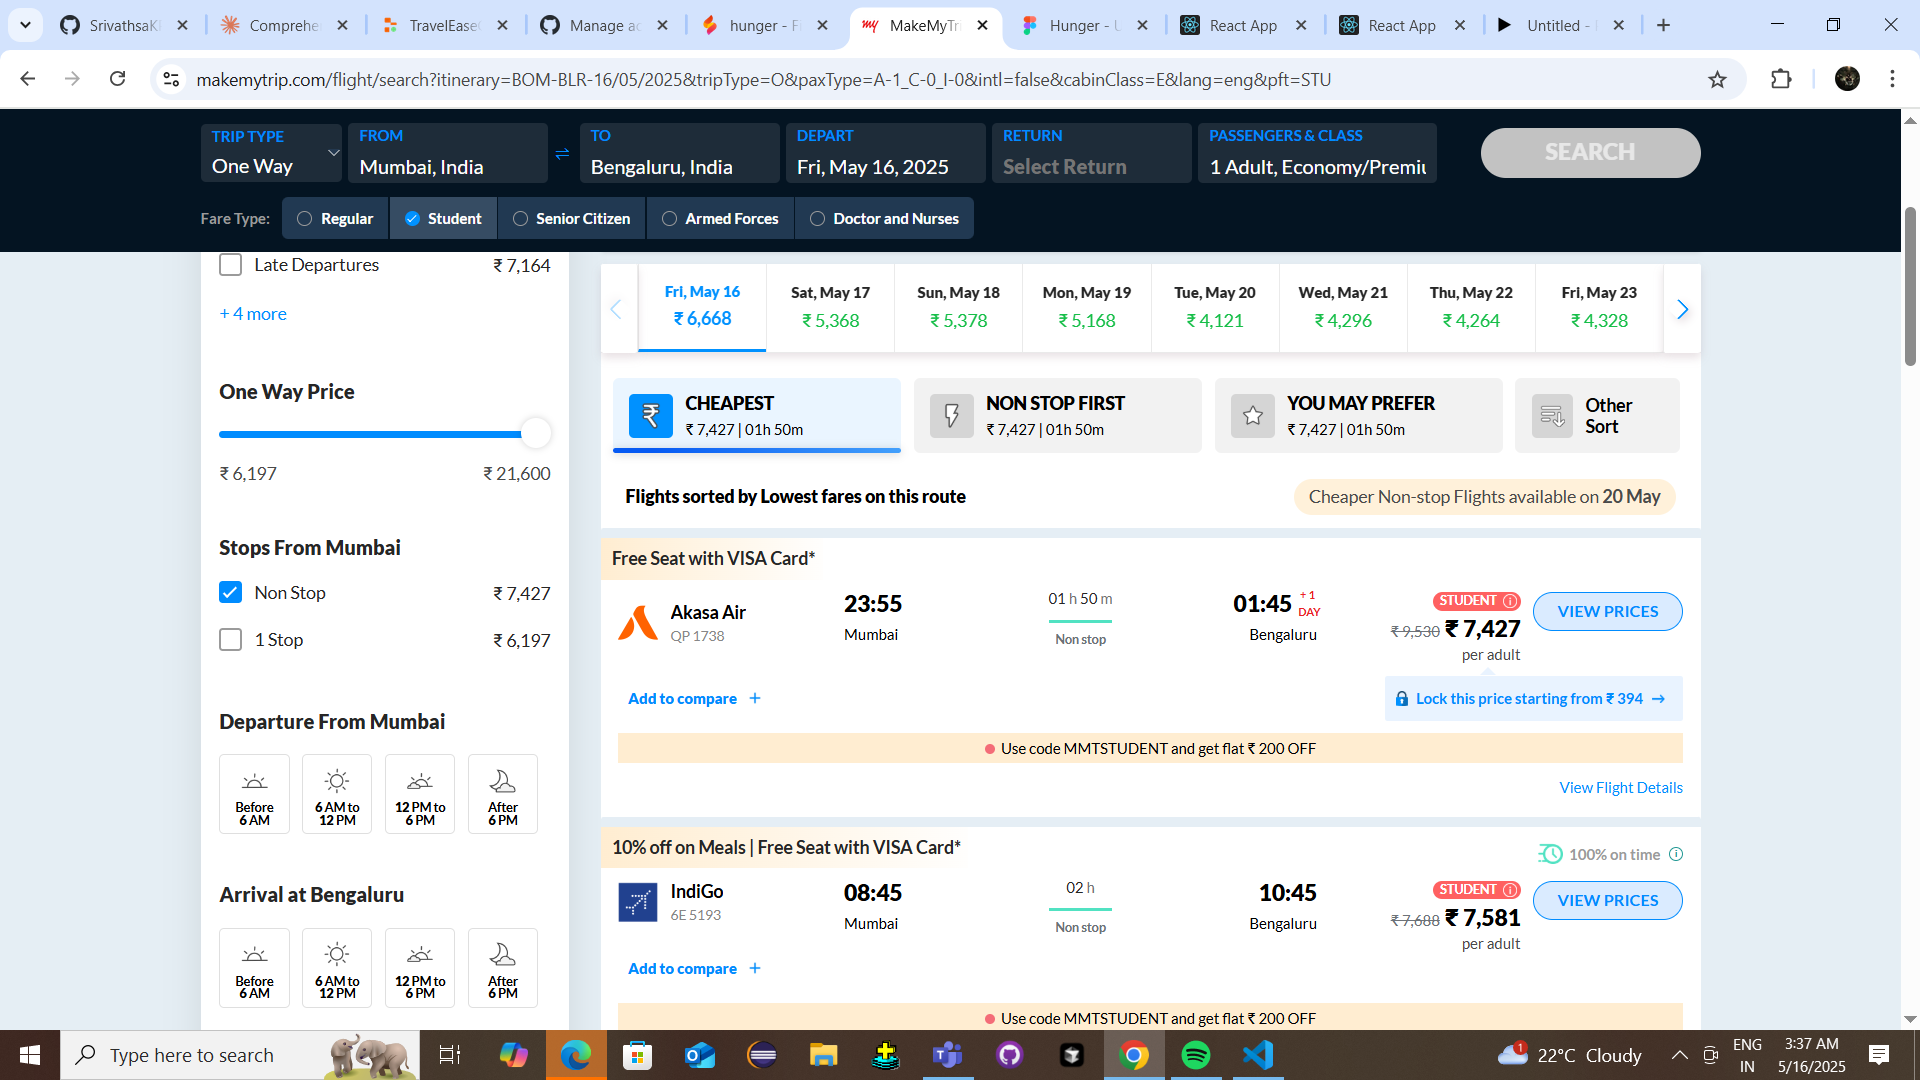 SrivathsaK
Comprehe
TravelEase
Manage ac
hunger - F
my MakeMyTri
Hunger - U
React App
React App
Untitled -
makemytrip.com/flight/search?itinerary=BOM-BLR-16/05/2025&tripType=O&paxType=A-1_C-0_I-0&intl=false&cabinClass=E&lang=eng&pft=STU
TRIP TYPE
One Way
FROM
Mumbai, India
TO
Bengaluru, India
DEPART
Fri, May 16, 2025
RETURN
Select Return
PASSENGERS & CLASS
1 Adult, Economy/Premiu
SEARCH
Fare Type:
Regular
Student
Senior Citizen
Armed Forces
Doctor and Nurses
Late Departures ₹ 7,164
+ 4 more
One Way Price
₹ 6,197 ₹ 21,600
Stops From Mumbai
Non Stop ₹ 7,427
1 Stop ₹ 6,197
Departure From Mumbai
Before
6 AM
6 AM to
12 PM
12 PM to
6 PM
After
6 PM
Arrival at Bengaluru
Before
6 AM
6 AM to
12 PM
12 PM to
6 PM
After
6 PM
Fri, May 16
₹ 6,668
Sat, May 17
₹ 5,368
Sun, May 18
₹ 5,378
Mon, May 19
₹ 5,168
Tue, May 20
₹ 4,121
Wed, May 21
₹ 4,296
Thu, May 22
₹ 4,264
Fri, May 23
₹ 4,328
₹
CHEAPEST
₹ 7,427 | 01h 50m
NON STOP FIRST
₹ 7,427 | 01h 50m
YOU MAY PREFER
₹ 7,427 | 01h 50m
Other
Sort
Flights sorted by Lowest fares on this route
Cheaper Non-stop Flights available on 20 May
Free Seat with VISA Card*
Akasa Air
QP 1738
23:55
Mumbai
01 h 50 m
Non stop
01:45 + 1
DAY
Bengaluru
STUDENT
₹ 9,530 ₹ 7,427
per adult
VIEW PRICES
Add to compare +
Lock this price starting from ₹ 394 →
Use code MMTSTUDENT and get flat ₹ 200 OFF
View Flight Details
10% off on Meals | Free Seat with VISA Card*
100% on time
IndiGo
6E 5193
08:45
Mumbai
02 h
Non stop
10:45
Bengaluru
STUDENT
₹ 7,688 ₹ 7,581
per adult
VIEW PRICES
Add to compare +
Use code MMTSTUDENT and get flat ₹ 200 OFF
Type here to search
1
22°C Cloudy
ENG
IN
3:37 AM
5/16/2025